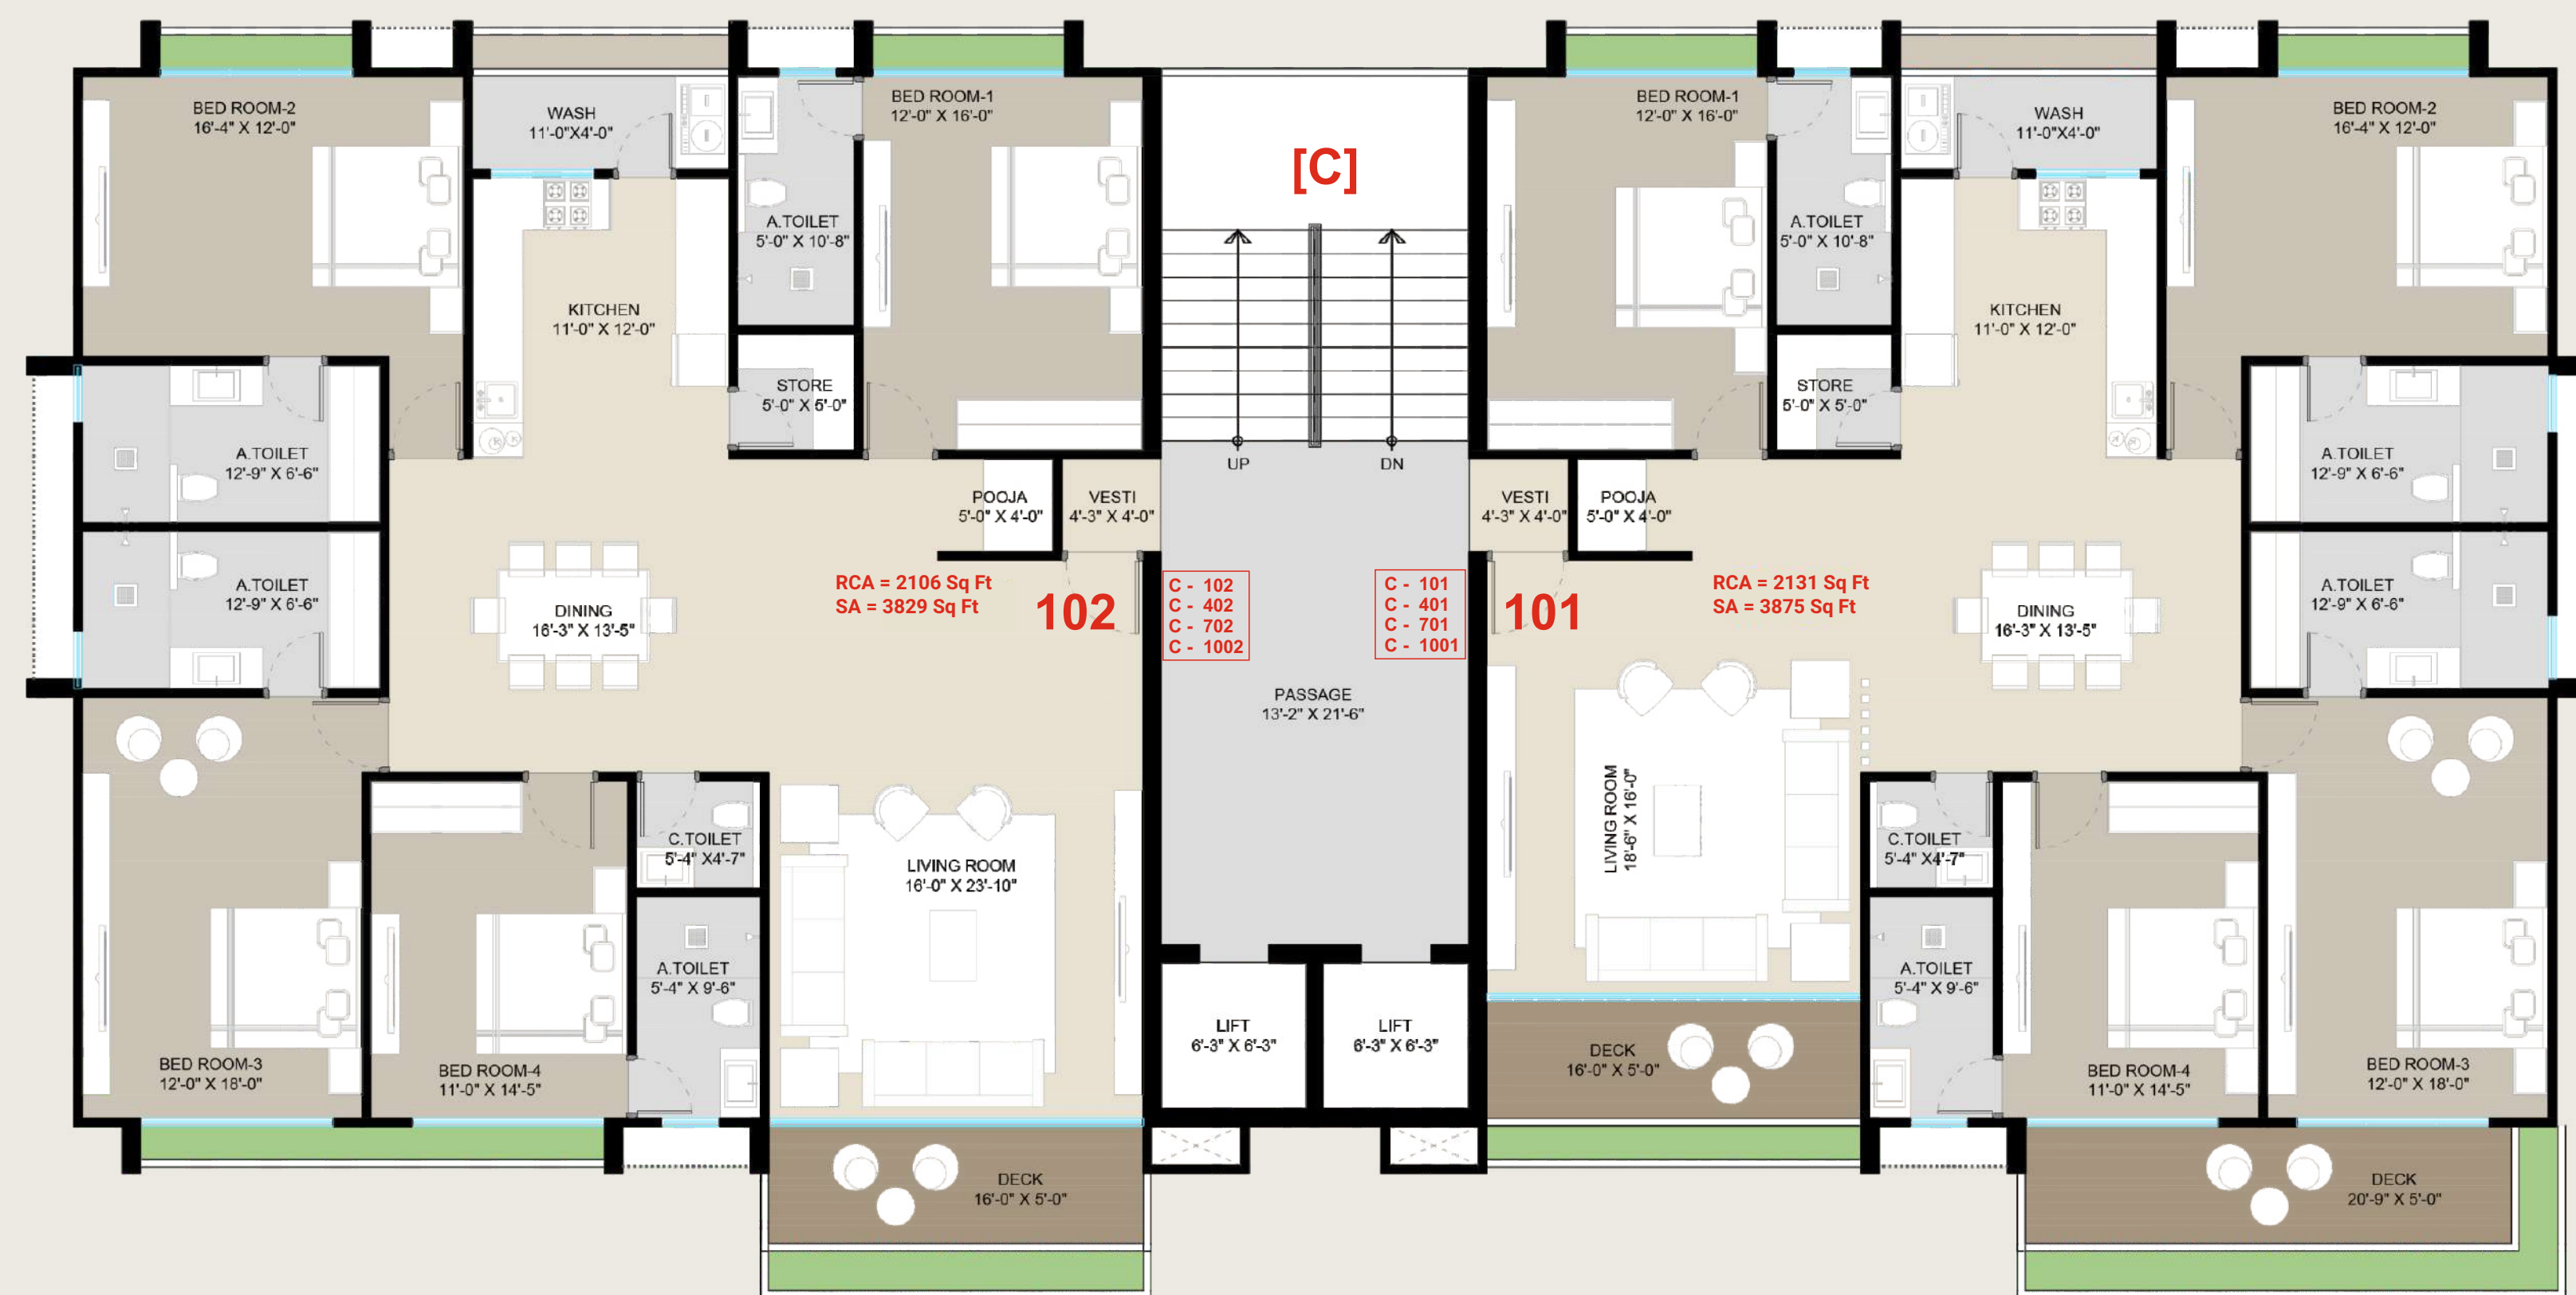 BED ROOM-2
16'-4" X 12'-0"
WASH
11'-0"X4'-0"
BED ROOM-1
12'-0" X 16'-0"
A.TOILET
5'-0" X 10'-8"
KITCHEN
11'-0" X 12'-0"
STORE
5'-0" X 5'-0"
A.TOILET
12'-9" X 6'-6"
POOJA
5'-0" X 4'-0"
VESTI
4'-3" X 4'-0"
A.TOILET
12'-9" X 6'-6"
DINING
16'-3" X 13'-5"
RCA = 2106 Sq Ft
SA = 3829 Sq Ft
102
C.TOILET
5'-4" X4'-7"
LIVING ROOM
16'-0" X 23'-10"
A.TOILET
5'-4" X 9'-6"
BED ROOM-3
12'-0" X 18'-0"
BED ROOM-4
11'-0" X 14'-5"
DECK
16'-0" X 5'-0"
[C]
UP
DN
C - 102
C - 402
C - 702
C - 1002
C - 101
C - 401
C - 701
C - 1001
PASSAGE
13'-2" X 21'-6"
LIFT
6'-3" X 6'-3"
LIFT
6'-3" X 6'-3"
BED ROOM-1
12'-0" X 16'-0"
A.TOILET
5'-0" X 10'-8"
WASH
11'-0"X4'-0"
BED ROOM-2
16'-4" X 12'-0"
KITCHEN
11'-0" X 12'-0"
STORE
5'-0" X 5'-0"
A.TOILET
12'-9" X 6'-6"
VESTI
4'-3" X 4'-0"
POOJA
5'-0" X 4'-0"
A.TOILET
12'-9" X 6'-6"
101
RCA = 2131 Sq Ft
SA = 3875 Sq Ft
DINING
16'-3" X 13'-5"
LIVING ROOM
18'-6" X 16'-0"
C.TOILET
5'-4" X4'-7"
A.TOILET
5'-4" X 9'-6"
DECK
16'-0" X 5'-0"
BED ROOM-4
11'-0" X 14'-5"
BED ROOM-3
12'-0" X 18'-0"
DECK
20'-9" X 5'-0"